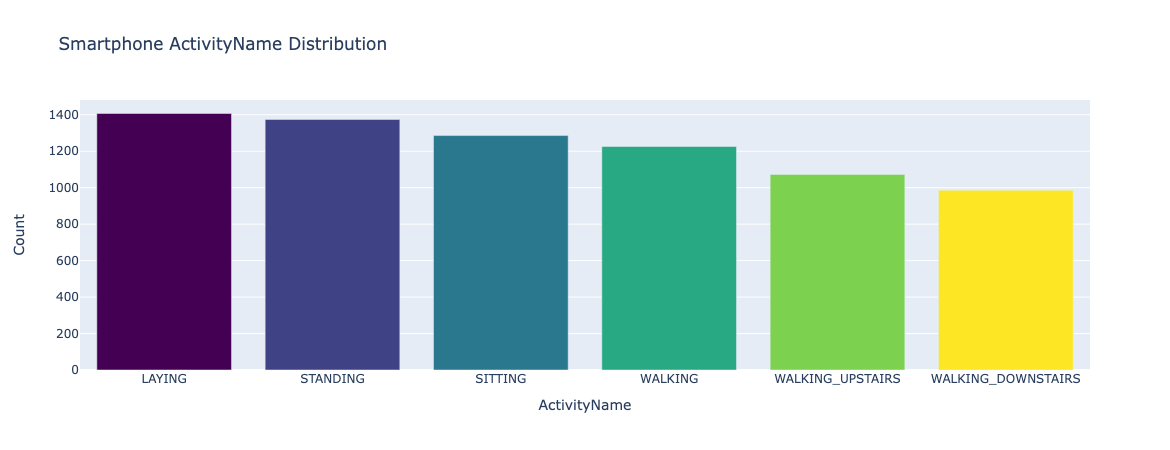 Smartphone ActivityName Distribution
1400
1200
1000
800
600
400
200
0
Count
LAYING
STANDING
SITTING
WALKING
WALKING_UPSTAIRS
WALKING_DOWNSTAIRS
ActivityName